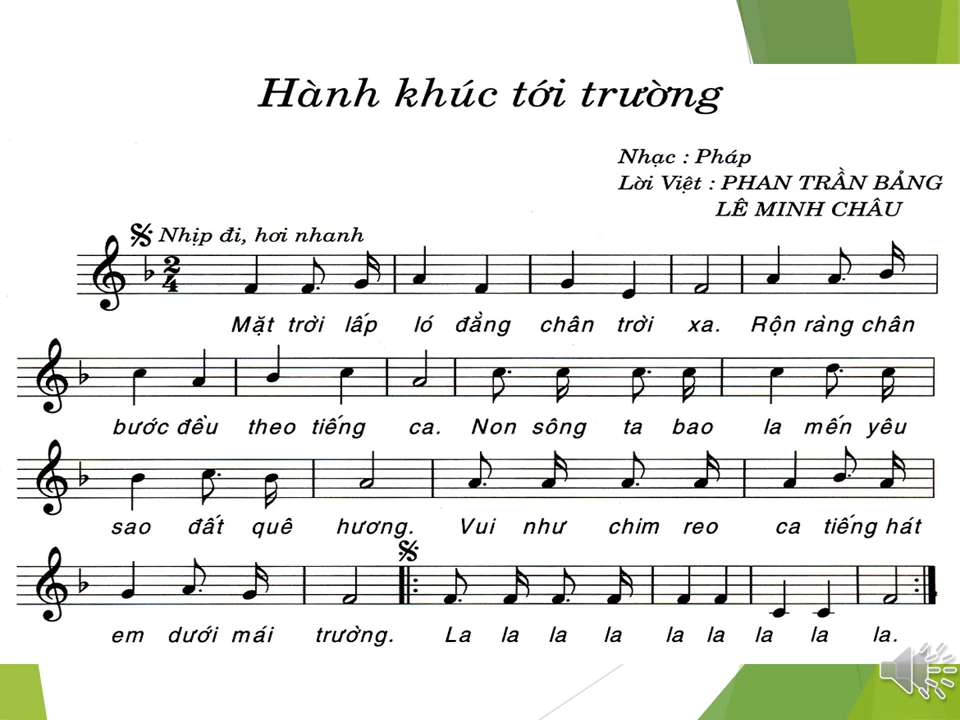 Hành khúc tới trường
Nhạc : Pháp
Lời Việt : PHAN TRẦN BẢNG
LÊ MINH CHÂU
Nhịp đi, hơi nhanh
2
4
Mặt trời lấp ló đằng chân trời xa. Rộn ràng chân
bước đều theo tiếng ca. Non sông ta bao la mến yêu
sao đất quê hương. Vui như chim reo ca tiếng hát
em dưới mái trường. La la la la la la la la la.